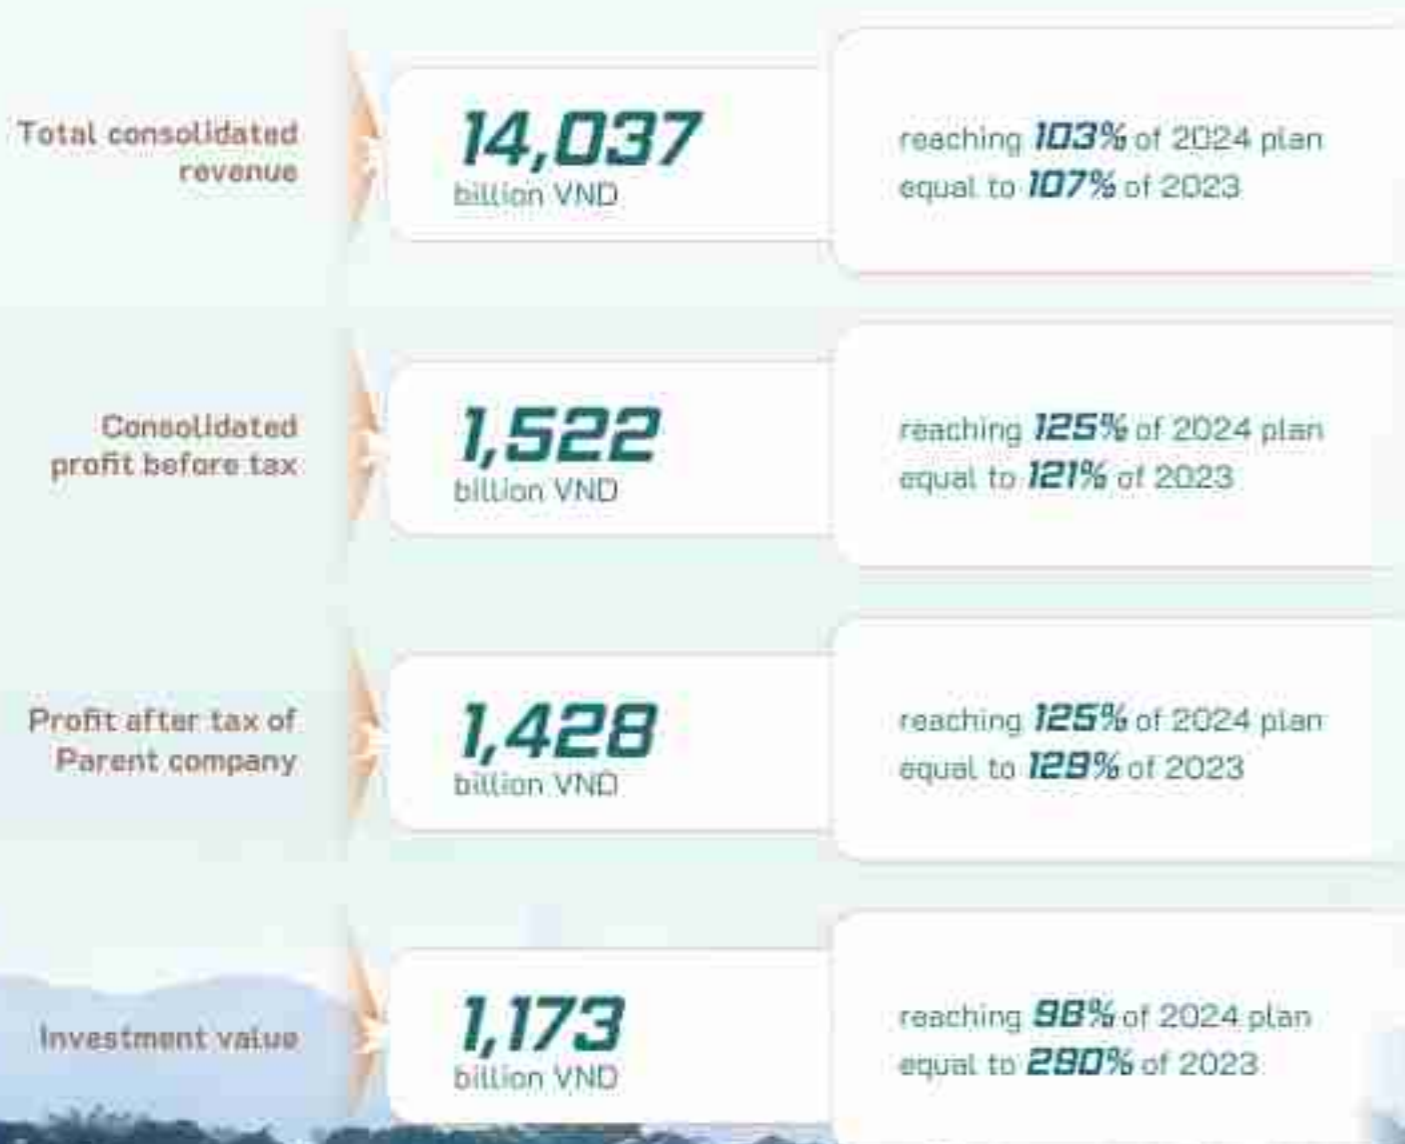 Total consolidated
revenue
14,037
billion VND
reaching 103% of 2024 plan
equal to 107% of 2023
Consolidated
profit before tax
1,522
billion VND
reaching 125% of 2024 plan
equal to 121% of 2023
Profit after tax of
Parent company
1,428
billion VND
reaching 125% of 2024 plan
equal to 129% of 2023
Investment value
1,173
billion VND
reaching 98% of 2024 plan
equal to 290% of 2023